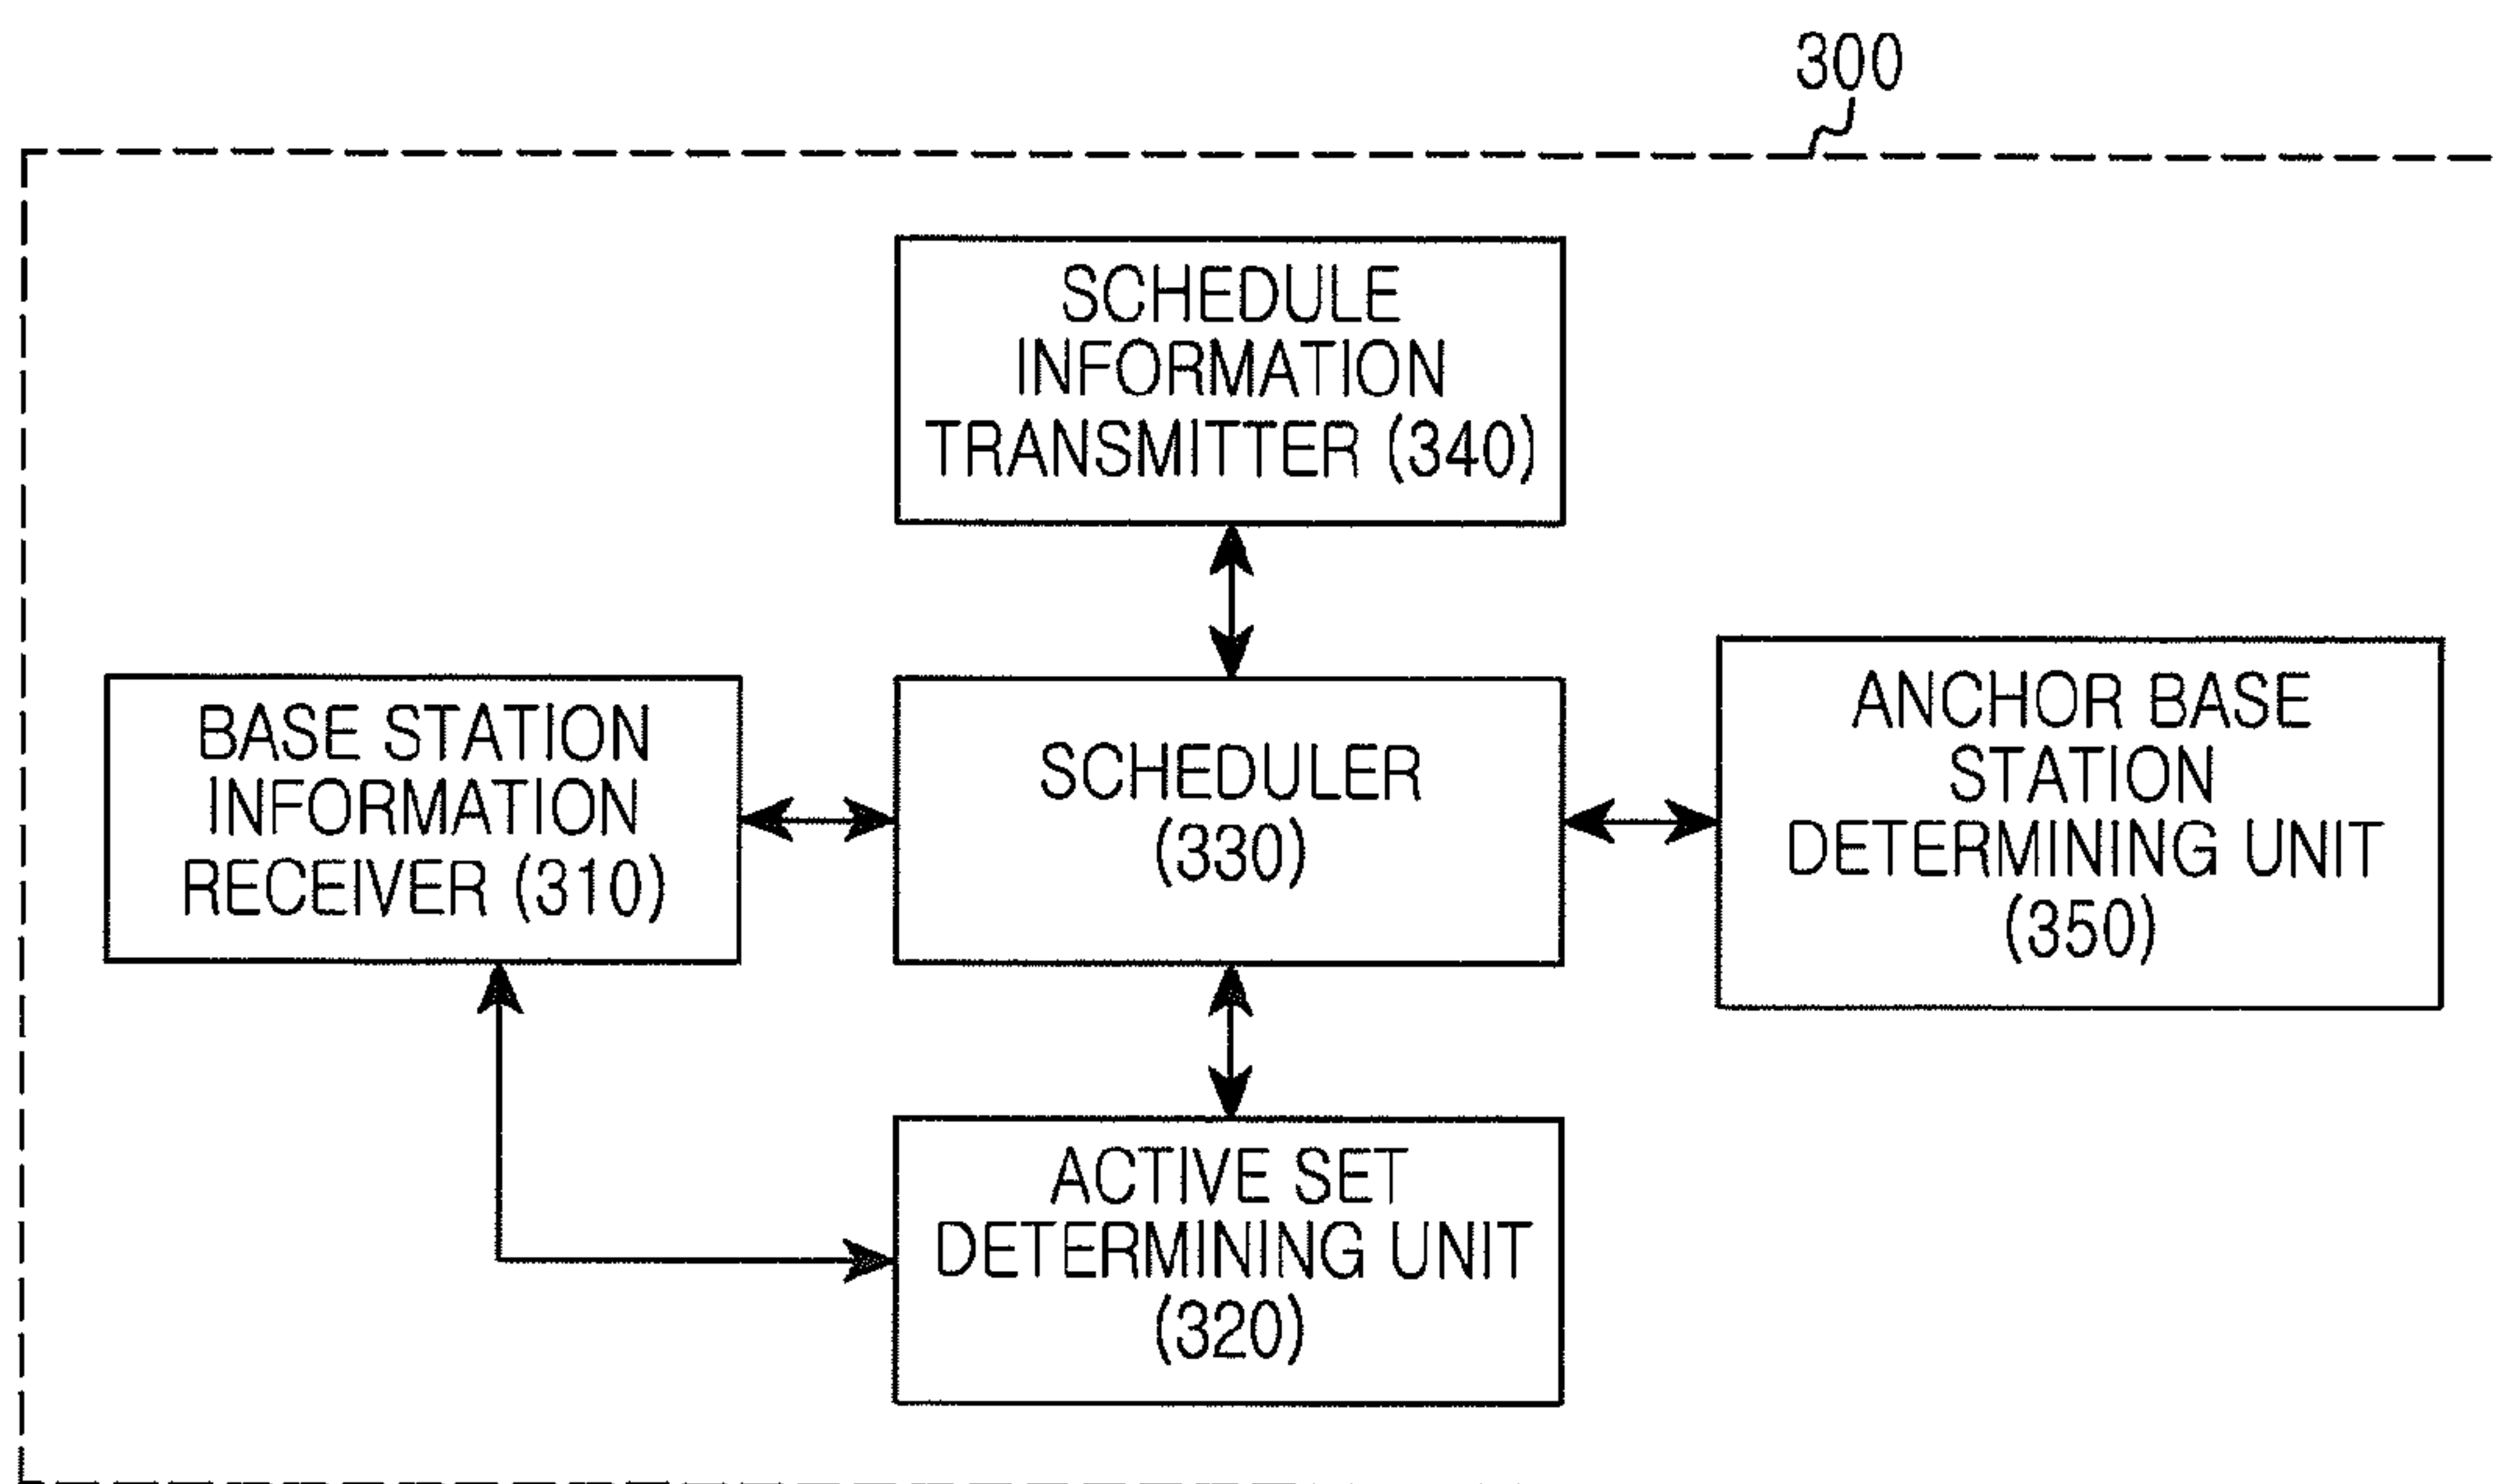 300
SCHEDULE
INFORMATION
TRANSMITTER (340)
BASE STATION
INFORMATION
RECEIVER (310)
SCHEDULER
(330)
ANCHOR BASE
STATION
DETERMINING UNIT
(350)
ACTIVE SET
DETERMINING UNIT
(320)